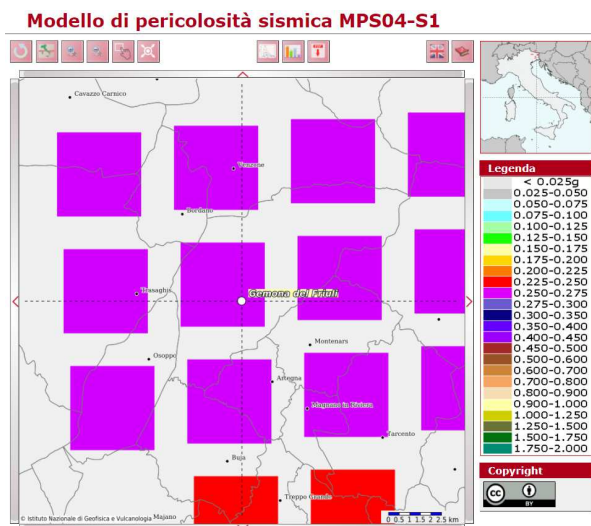 Modello di pericolosità sismica MPS04-S1
Cavazzo Carnico
Venzone
Bordano
Trasaghis
Gemona del Friuli
Osoppo
Montenars
Artegna
Magnano in Riviera
Tarcento
Buja
Treppo Grande
Majano
© Istituto Nazionale di Geofisica e Vulcanologia
0 0.5 1 1.5 2 2.5 km
Legenda
< 0.025g
0.025-0.050
0.050-0.075
0.075-0.100
0.100-0.125
0.125-0.150
0.150-0.175
0.175-0.200
0.200-0.225
0.225-0.250
0.250-0.275
0.275-0.300
0.300-0.350
0.350-0.400
0.400-0.450
0.450-0.500
0.500-0.600
0.600-0.700
0.700-0.800
0.800-0.900
0.900-1.000
1.000-1.250
1.250-1.500
1.500-1.750
1.750-2.000
Copyright
cc
BY